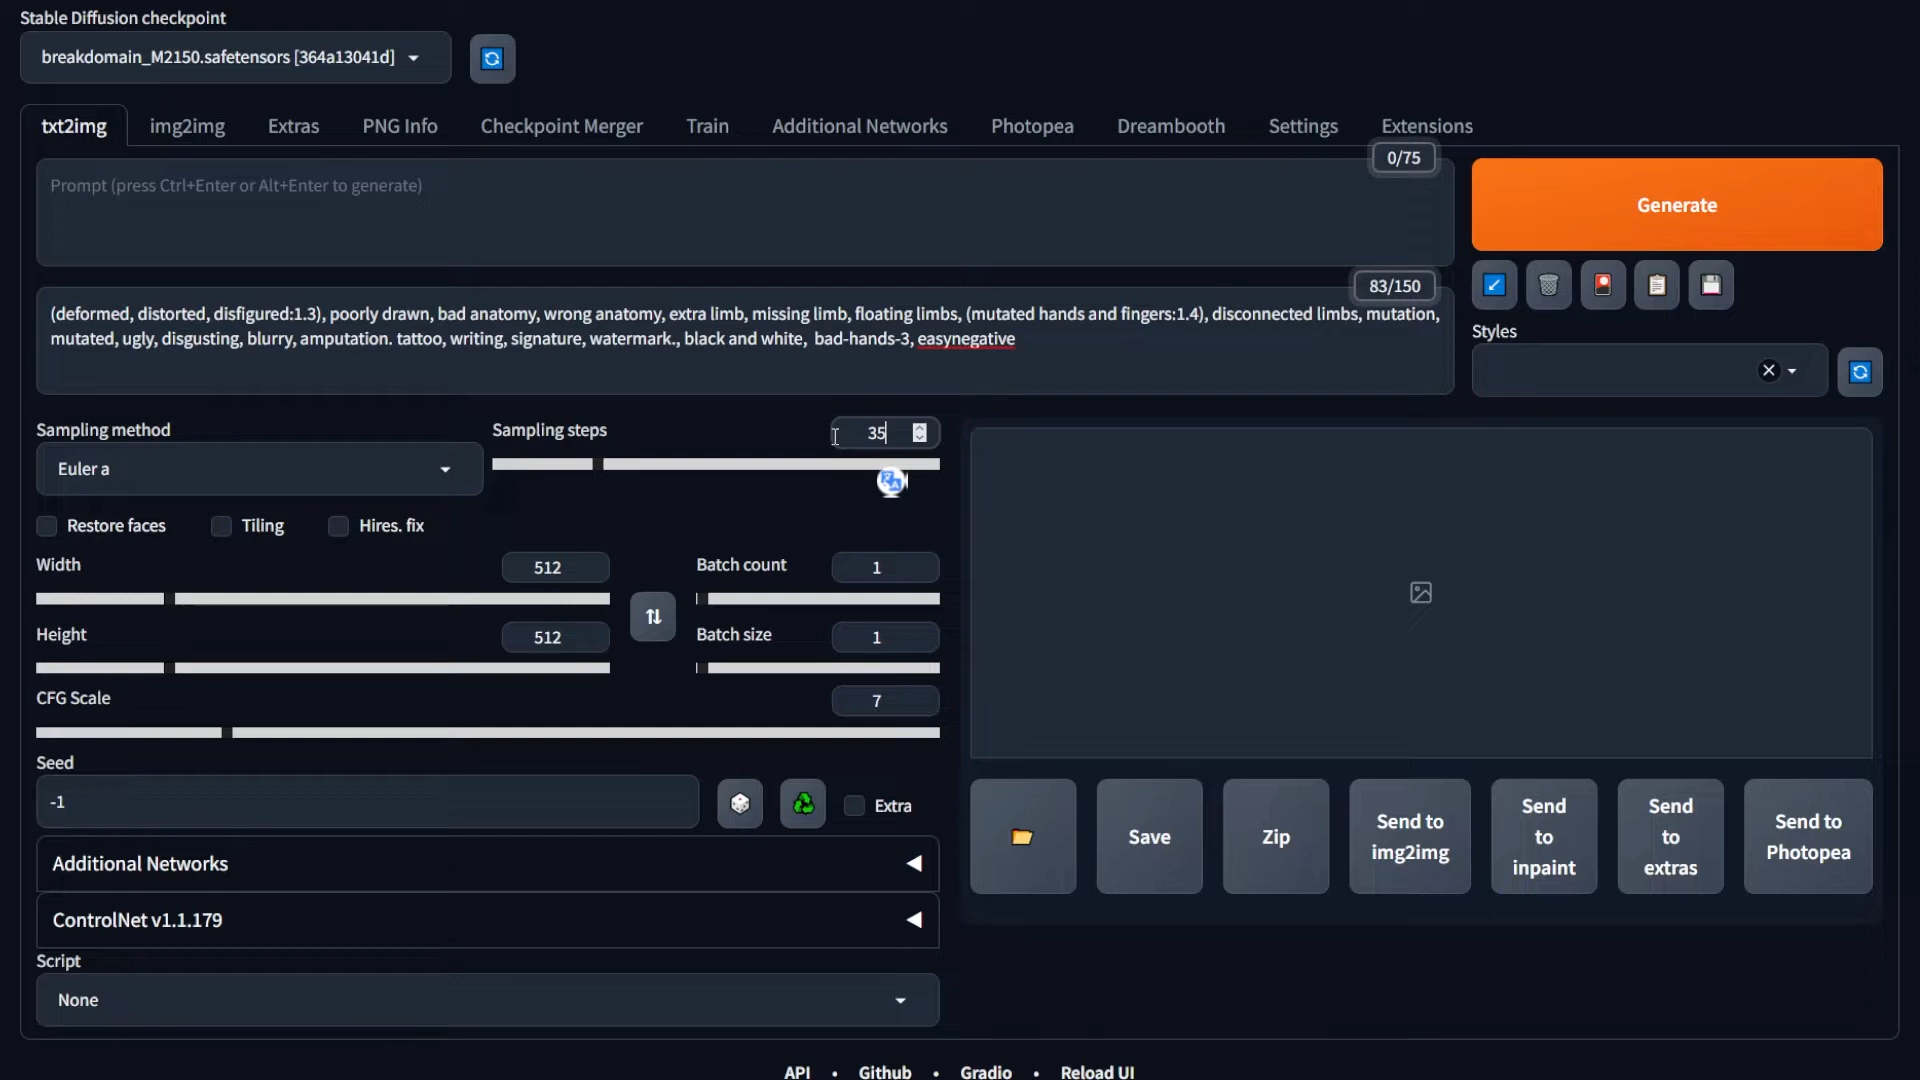 Stable Diffusion checkpoint
breakdomain_M2150.safetensors [364a13041d]
txt2img img2img Extras PNG Info Checkpoint Merger Train Additional Networks Photopea Dreambooth Settings Extensions
0/75
Prompt (press Ctrl+Enter or Alt+Enter to generate)
Generate
83/150
(deformed, distorted, disfigured:1.3), poorly drawn, bad anatomy, wrong anatomy, extra limb, missing limb, floating limbs, (mutated hands and fingers:1.4), disconnected limbs, mutation,
mutated, ugly, disgusting, blurry, amputation. tattoo, writing, signature, watermark., black and white,  bad-hands-3, easynegative
Styles
Sampling method
Euler a
Sampling steps
35
Restore faces
Tiling
Hires. fix
Width
512
Batch count
1
Height
512
Batch size
1
CFG Scale
7
Seed
-1
Extra
Additional Networks
ControlNet v1.1.179
Script
None
Save
Zip
Send to
img2img
Send
to
inpaint
Send
to
extras
Send to
Photopea
API • Github • Gradio • Reload UI